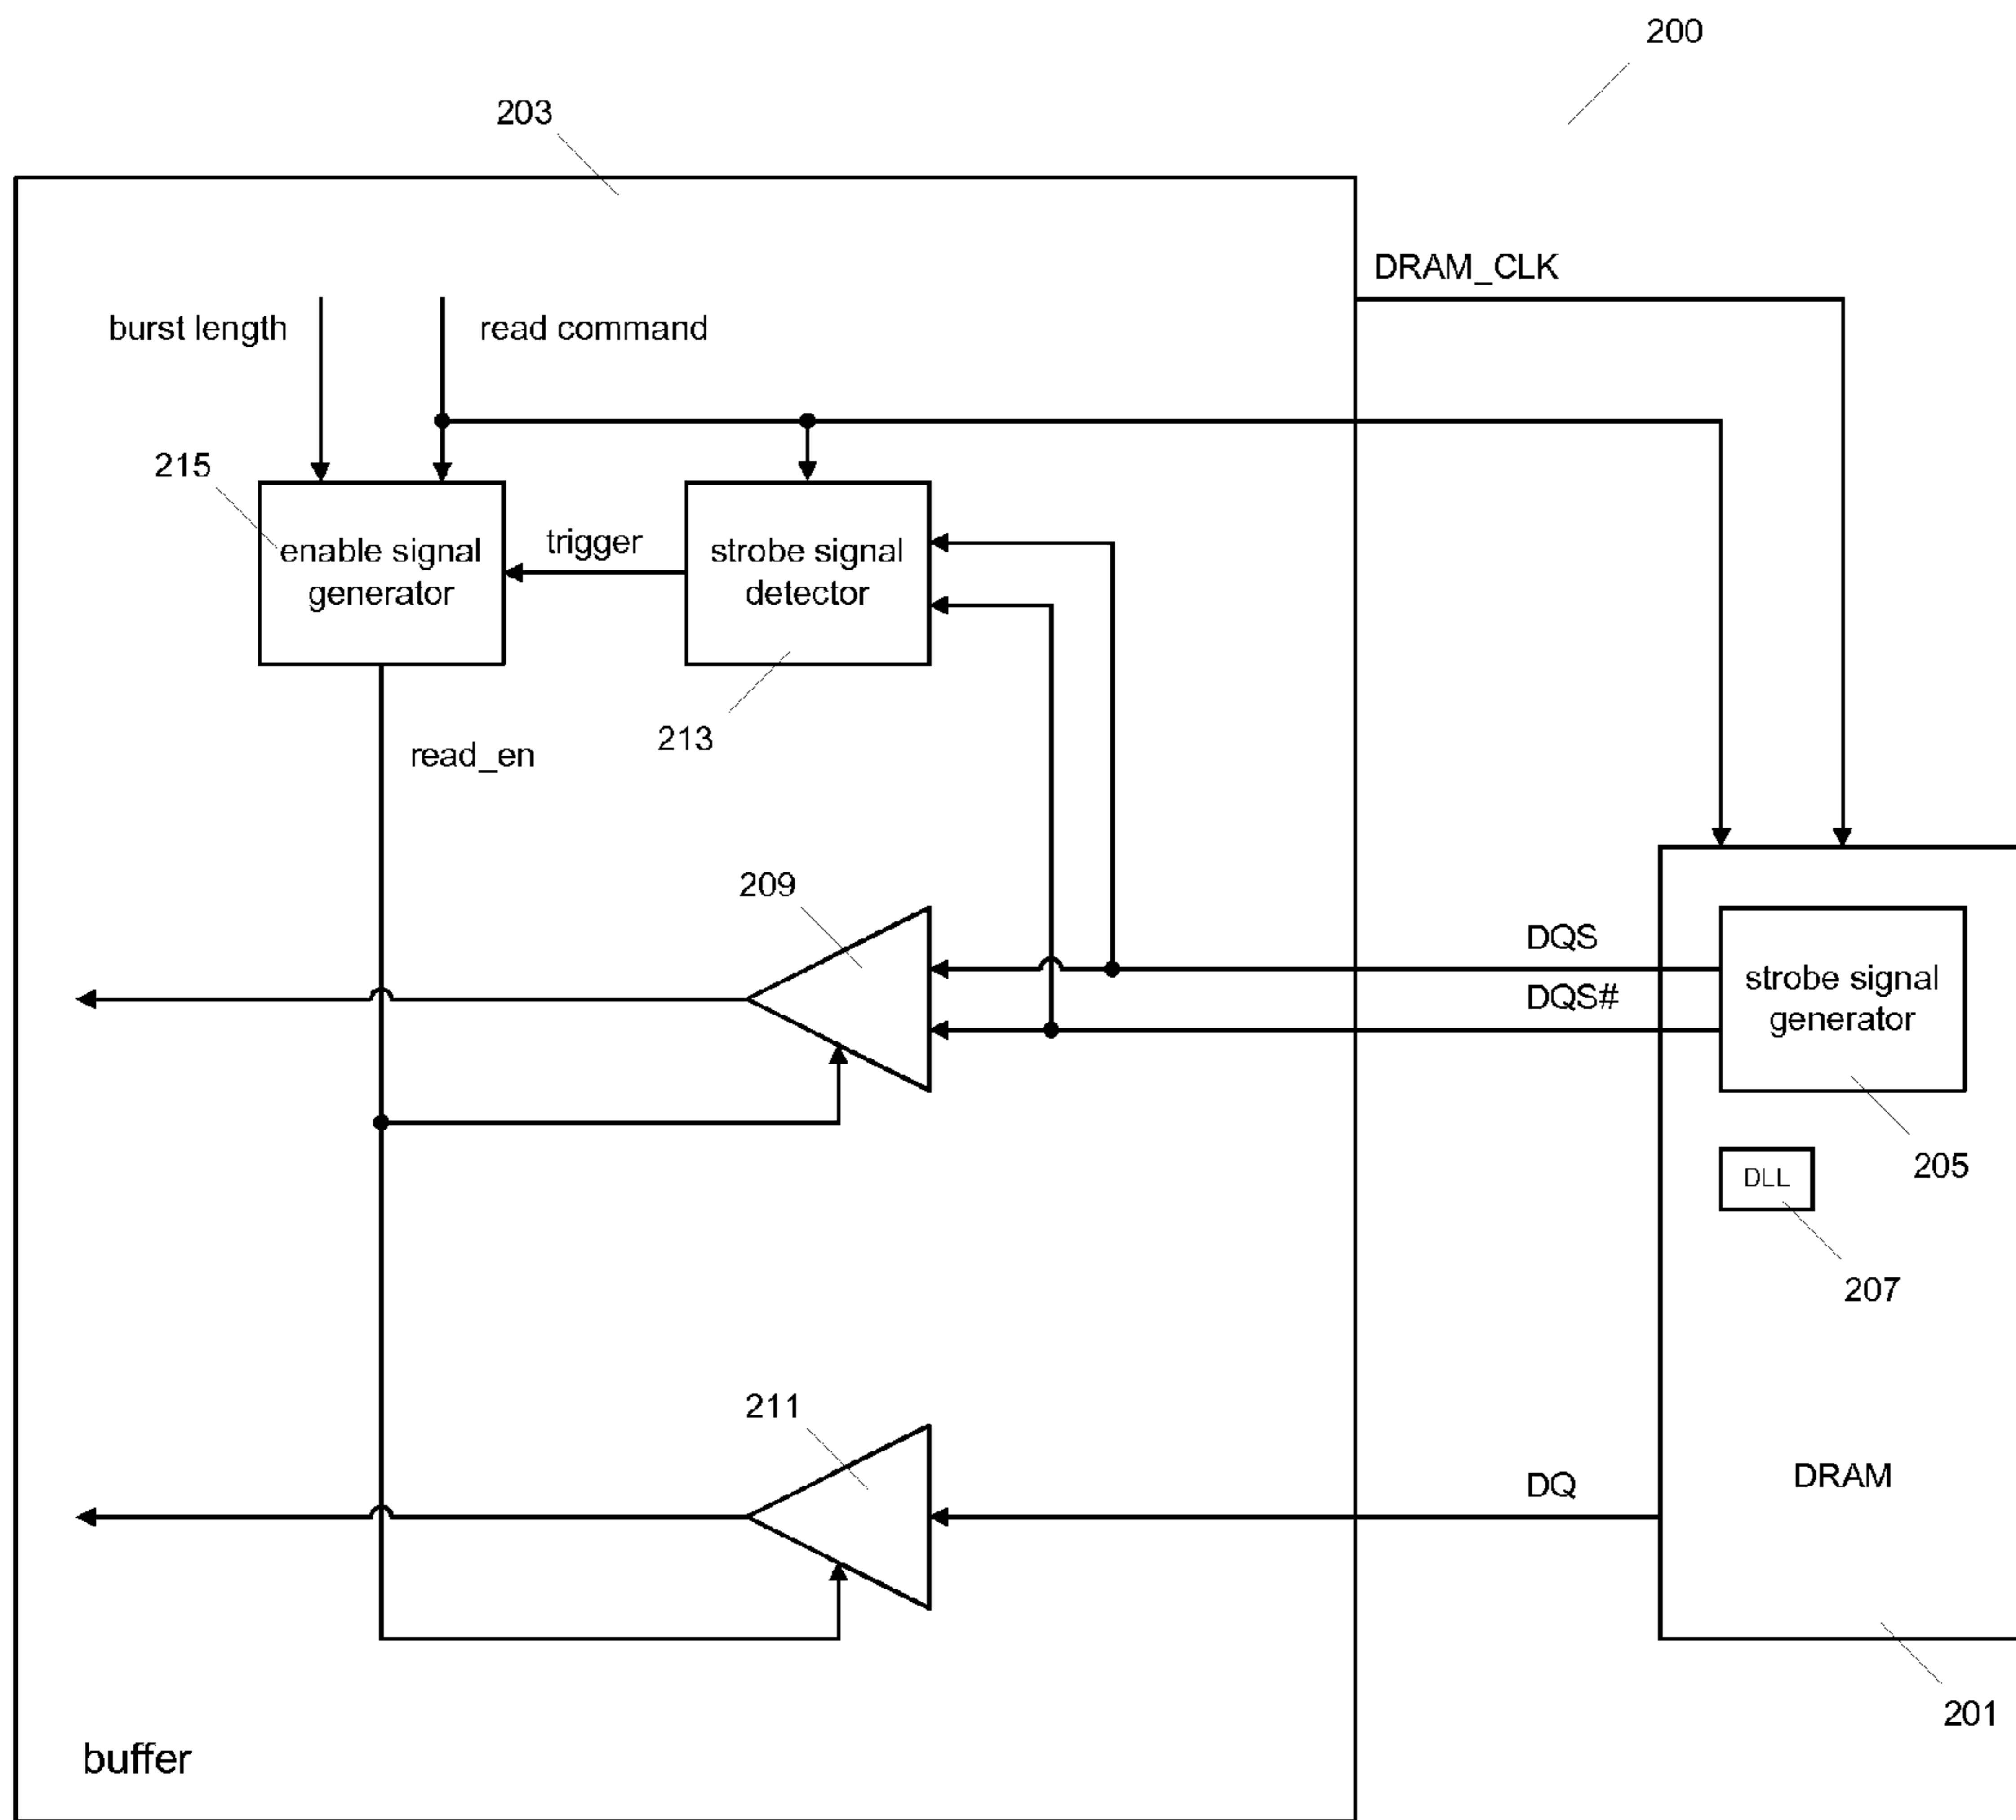 200
203
DRAM_CLK
burst length
read command
215
enable signal
generator
trigger
strobe signal
detector
213
read_en
209
DQS
DQS#
strobe signal
generator
205
DLL
207
211
DQ
DRAM
201
buffer